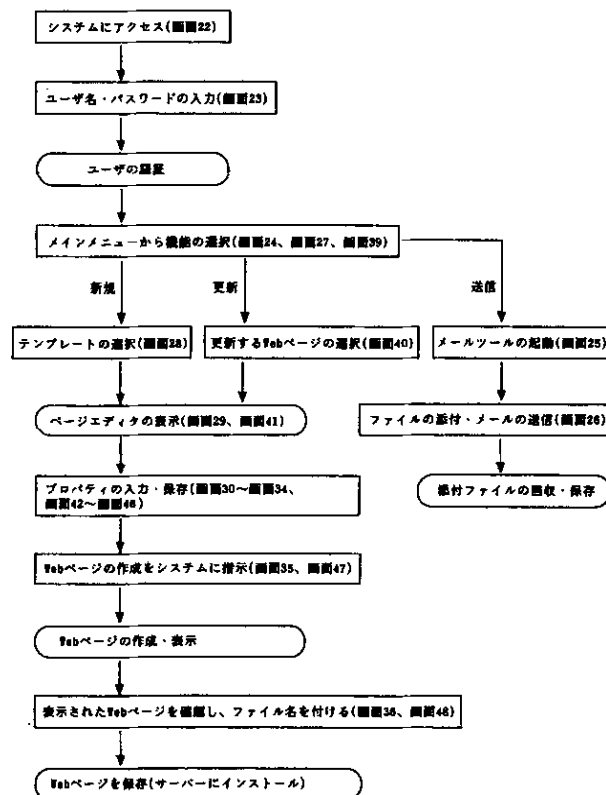 システムにアクセス(画面22)
ユーザ名・パスワードの入力(画面23)
ユーザの認証
メインメニューから機能の選択(画面24、画面27、画面39)
新規
更新
送信
テンプレートの選択(画面28)
更新するWebページの選択(画面40)
メールツールの起動(画面25)
ページエディタの表示(画面29、画面41)
ファイルの添付・メールの送信(画面26)
プロパティの入力・保存(画面30〜画面34、
画面42〜画面46)
添付ファイルの回収・保存
Webページの作成をシステムに指示(画面35、画面47)
Webページの作成・表示
表示されたWebページを確認し、ファイル名を付ける(画面36、画面48)
Webページを保存(サーバーにインストール)